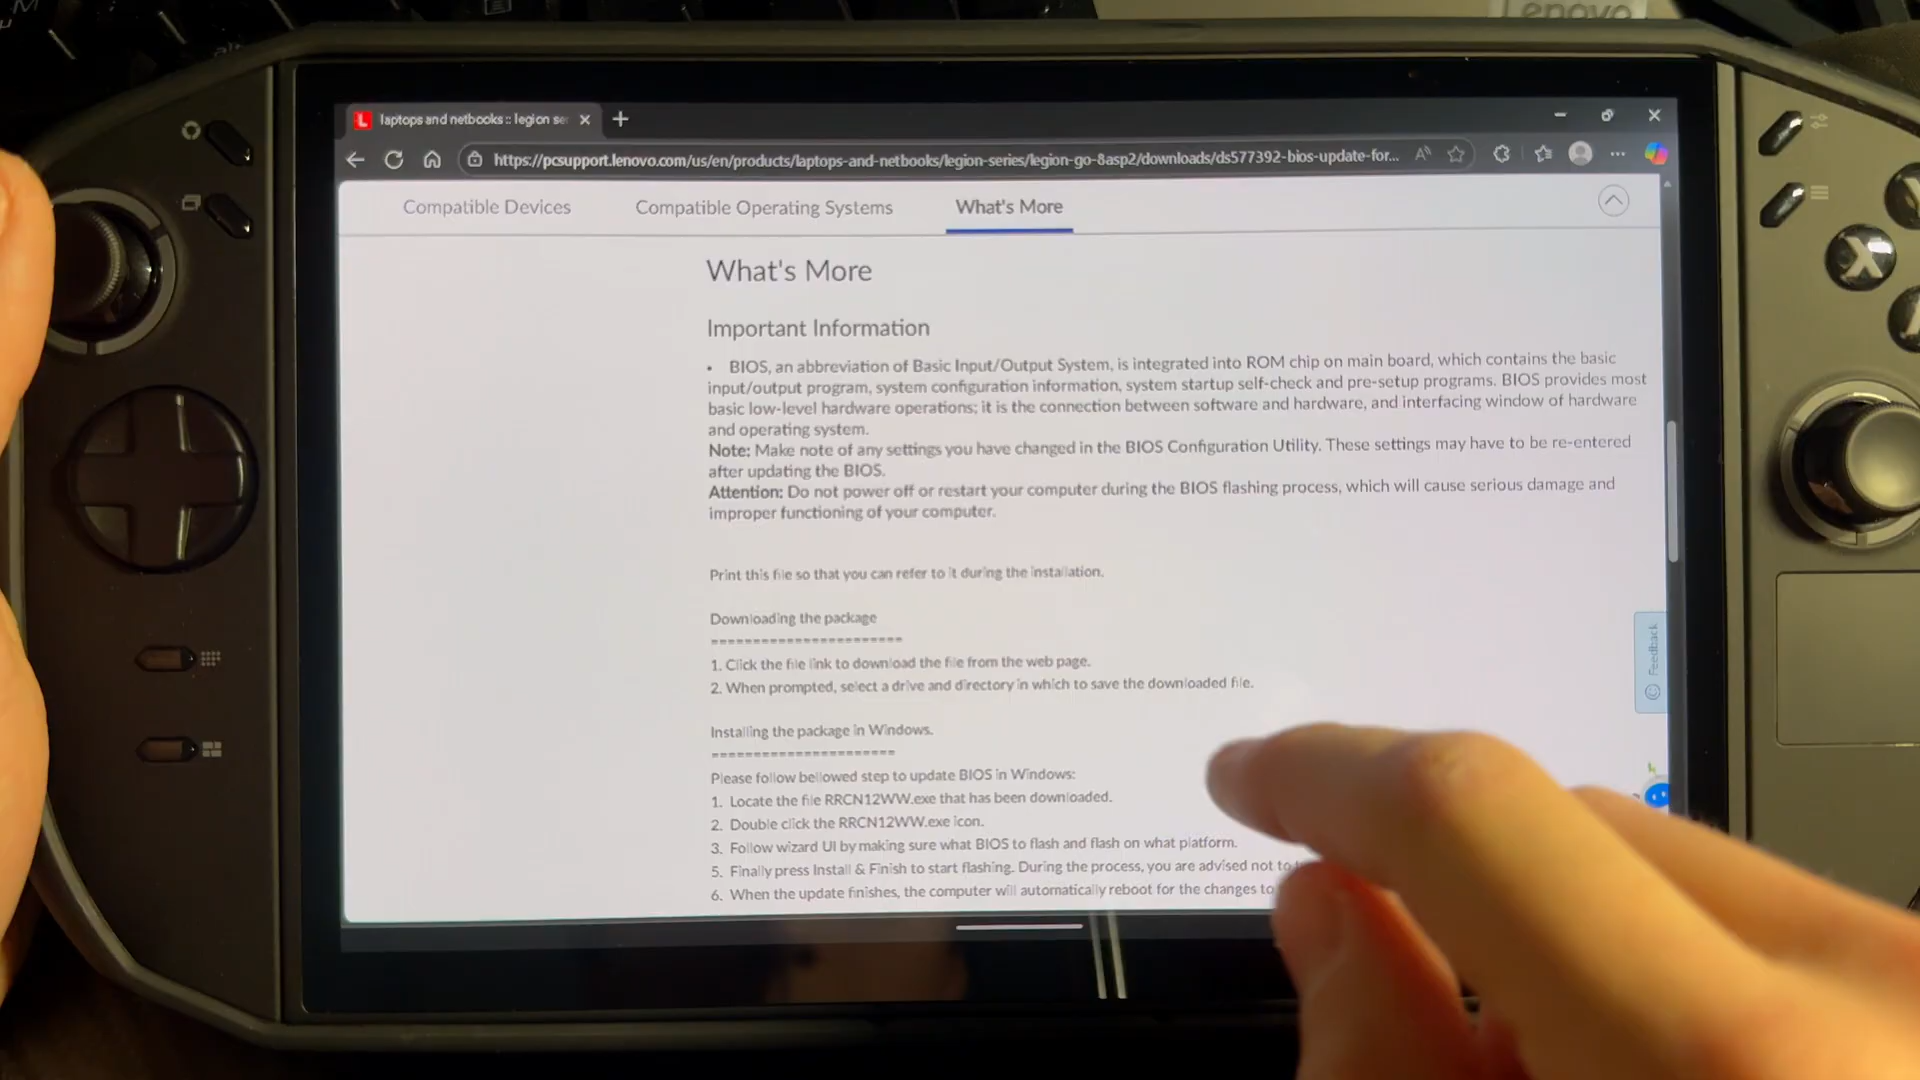 enovo
alt
laptops and netbooks :: legion se
https://pcsupport.lenovo.com/us/en/products/laptops-and-netbooks/legion-series/legion-go-8asp2/downloads/ds577392-bios-update-for...
Compatible Devices Compatible Operating Systems What's More
What's More
Important Information
• BIOS, an abbreviation of Basic Input/Output System, is integrated into ROM chip on main board, which contains the basic
input/output program, system configuration information, system startup self-check and pre-setup programs. BIOS provides most
basic low-level hardware operations; it is the connection between software and hardware, and interfacing window of hardware
and operating system.
Note: Make note of any settings you have changed in the BIOS Configuration Utility. These settings may have to be re-entered
after updating the BIOS.
Attention: Do not power off or restart your computer during the BIOS flashing process, which will cause serious damage and
improper functioning of your computer.
Print this file so that you can refer to it during the installation.
Downloading the package
=======================
1. Click the file link to download the file from the web page.
2. When prompted, select a drive and directory in which to save the downloaded file.
Feedback
Installing the package in Windows.
======================
Please follow bellowed step to update BIOS in Windows:
1. Locate the file RRCN12WW.exe that has been downloaded.
2. Double click the RRCN12WW.exe icon.
3. Follow wizard UI by making sure what BIOS to flash and flash on what platform.
5. Finally press Install & Finish to start flashing. During the process, you are advised not to
6. When the update finishes, the computer will automatically reboot for the changes to
X